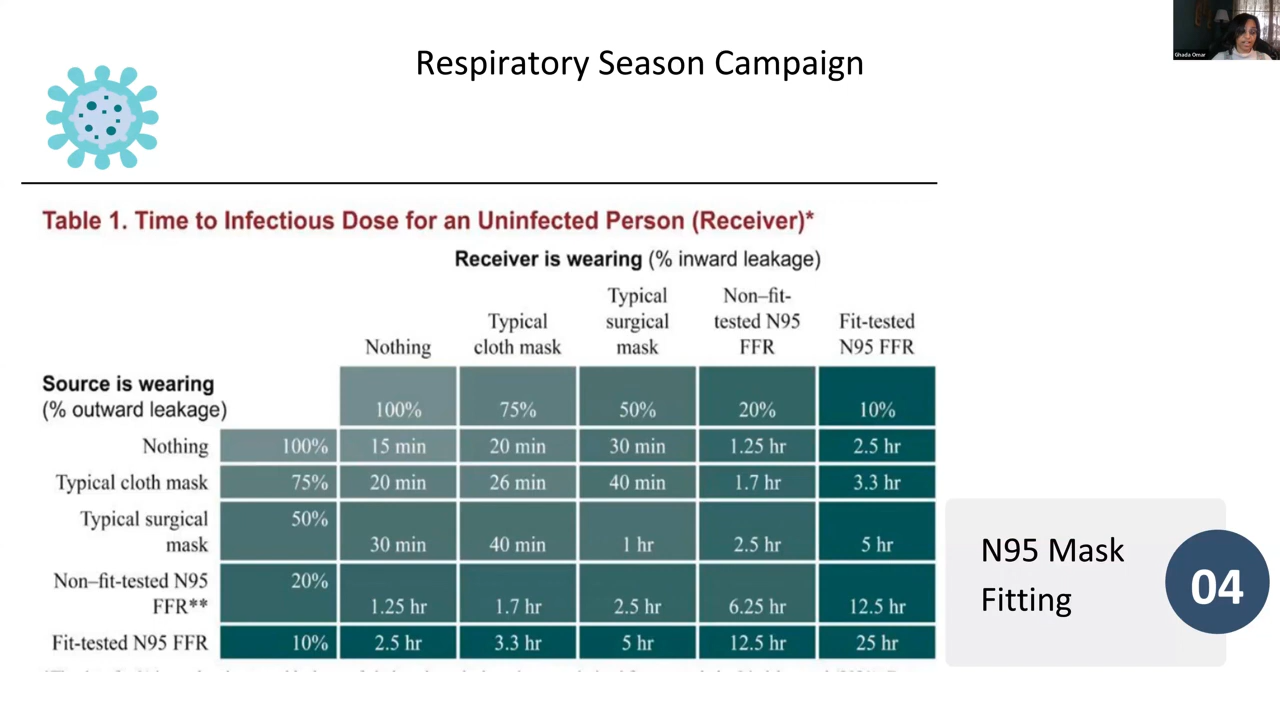 Ghada Omar
Respiratory Season Campaign
Table 1. Time to Infectious Dose for an Uninfected Person (Receiver)*
Receiver is wearing (% inward leakage)
Nothing
Typical
cloth mask
Typical
surgical
mask
Non–fit-
tested N95
FFR
Fit-tested
N95 FFR
Source is wearing
(% outward leakage)
100% 75% 50% 20% 10%
Nothing 100% 15 min 20 min 30 min 1.25 hr 2.5 hr
Typical cloth mask 75% 20 min 26 min 40 min 1.7 hr 3.3 hr
Typical surgical 50%
mask 30 min 40 min 1 hr 2.5 hr 5 hr
Non–fit-tested N95 20%
FFR** 1.25 hr 1.7 hr 2.5 hr 6.25 hr 12.5 hr
Fit-tested N95 FFR 10% 2.5 hr 3.3 hr 5 hr 12.5 hr 25 hr
N95 Mask
Fitting
04